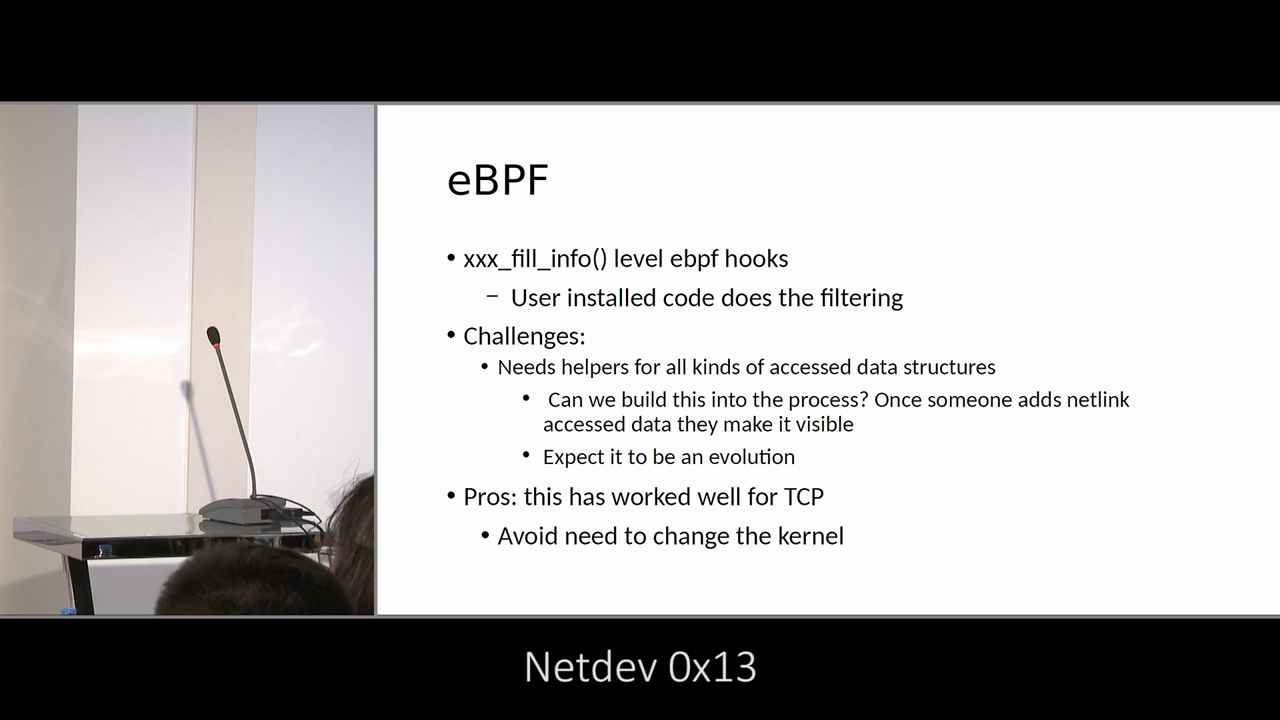 eBPF
• xxx_fill_info() level ebpf hooks
– User installed code does the filtering
• Challenges:
• Needs helpers for all kinds of accessed data structures
• Can we build this into the process? Once someone adds netlink
accessed data they make it visible
• Expect it to be an evolution
• Pros: this has worked well for TCP
• Avoid need to change the kernel
Netdev 0x13